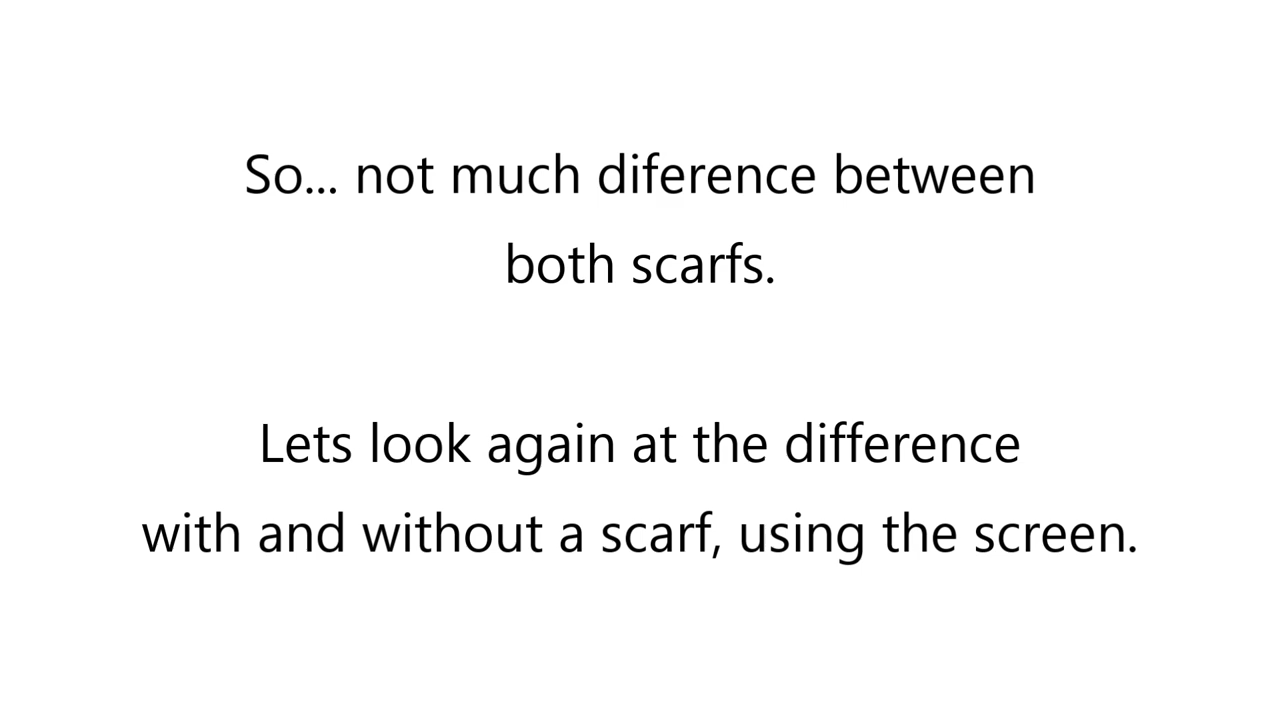 So... not much diference between
both scarfs.
Lets look again at the difference
with and without a scarf, using the screen.